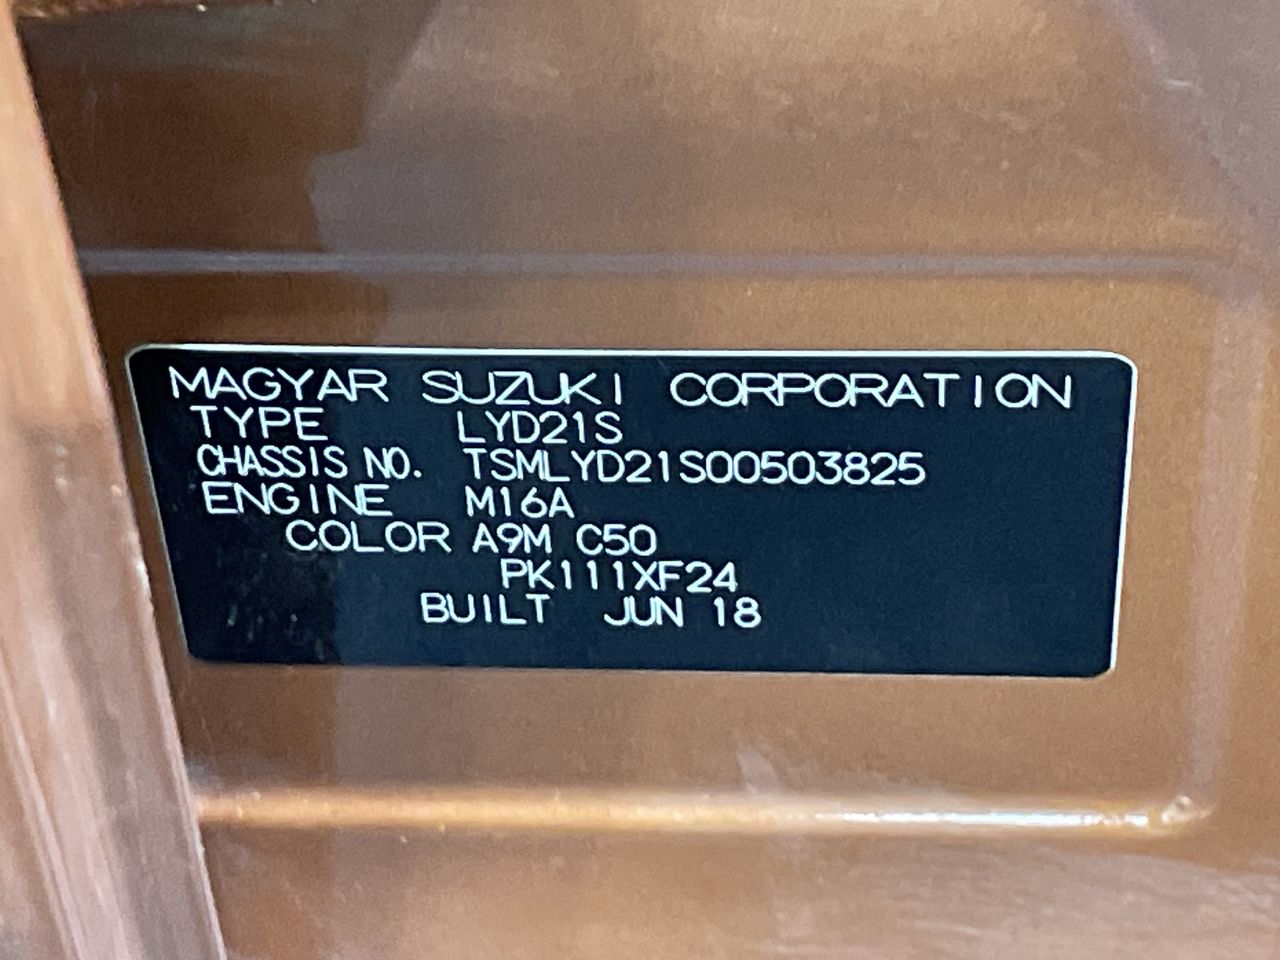 MAGYAR SUZUKI CORPORATION
TYPE LYD21S
CHASSIS NO. TSMLYD21S00503825
ENGINE M16A
COLOR A9M C50
PK111XF24
BUILT JUN 18